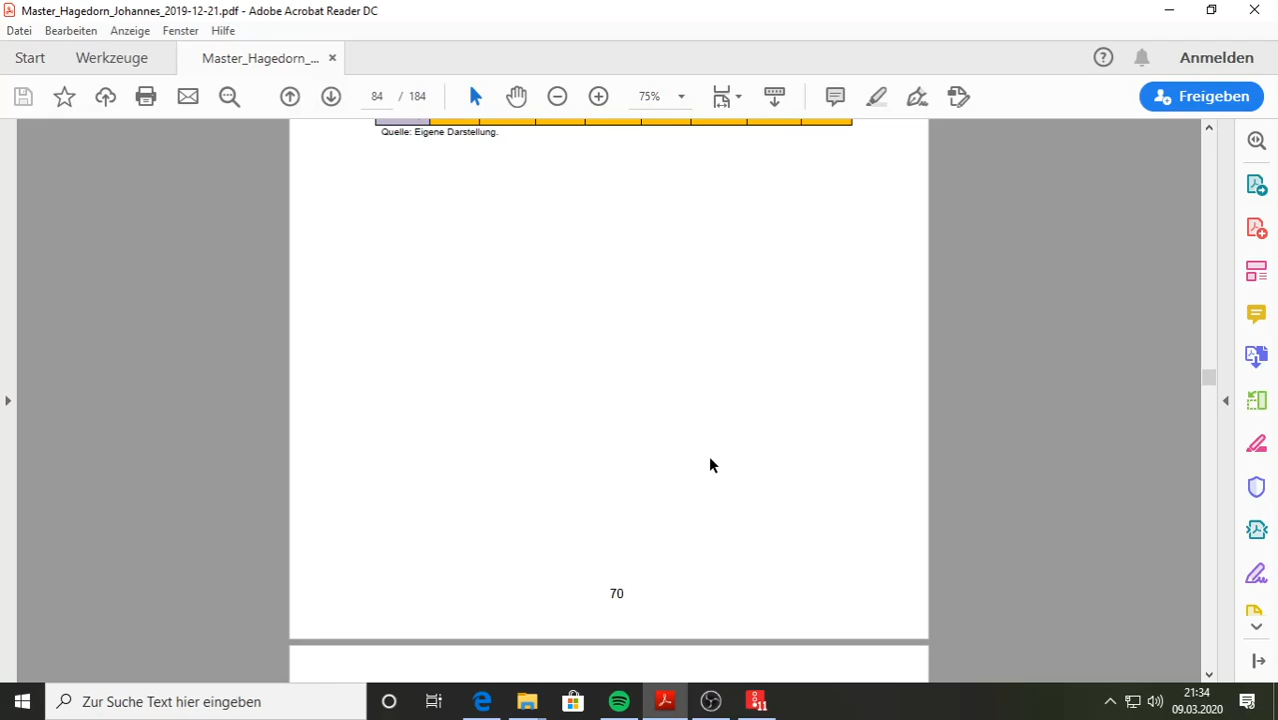 Master_Hagedorn_Johannes_2019-12-21.pdf - Adobe Acrobat Reader DC
Datei Bearbeiten Anzeige Fenster Hilfe
Start Werkzeuge Master_Hagedorn_... Anmelden
84 / 184 75% Freigeben
Quelle: Eigene Darstellung.
70
Zur Suche Text hier eingeben
11
21:34
09.03.2020